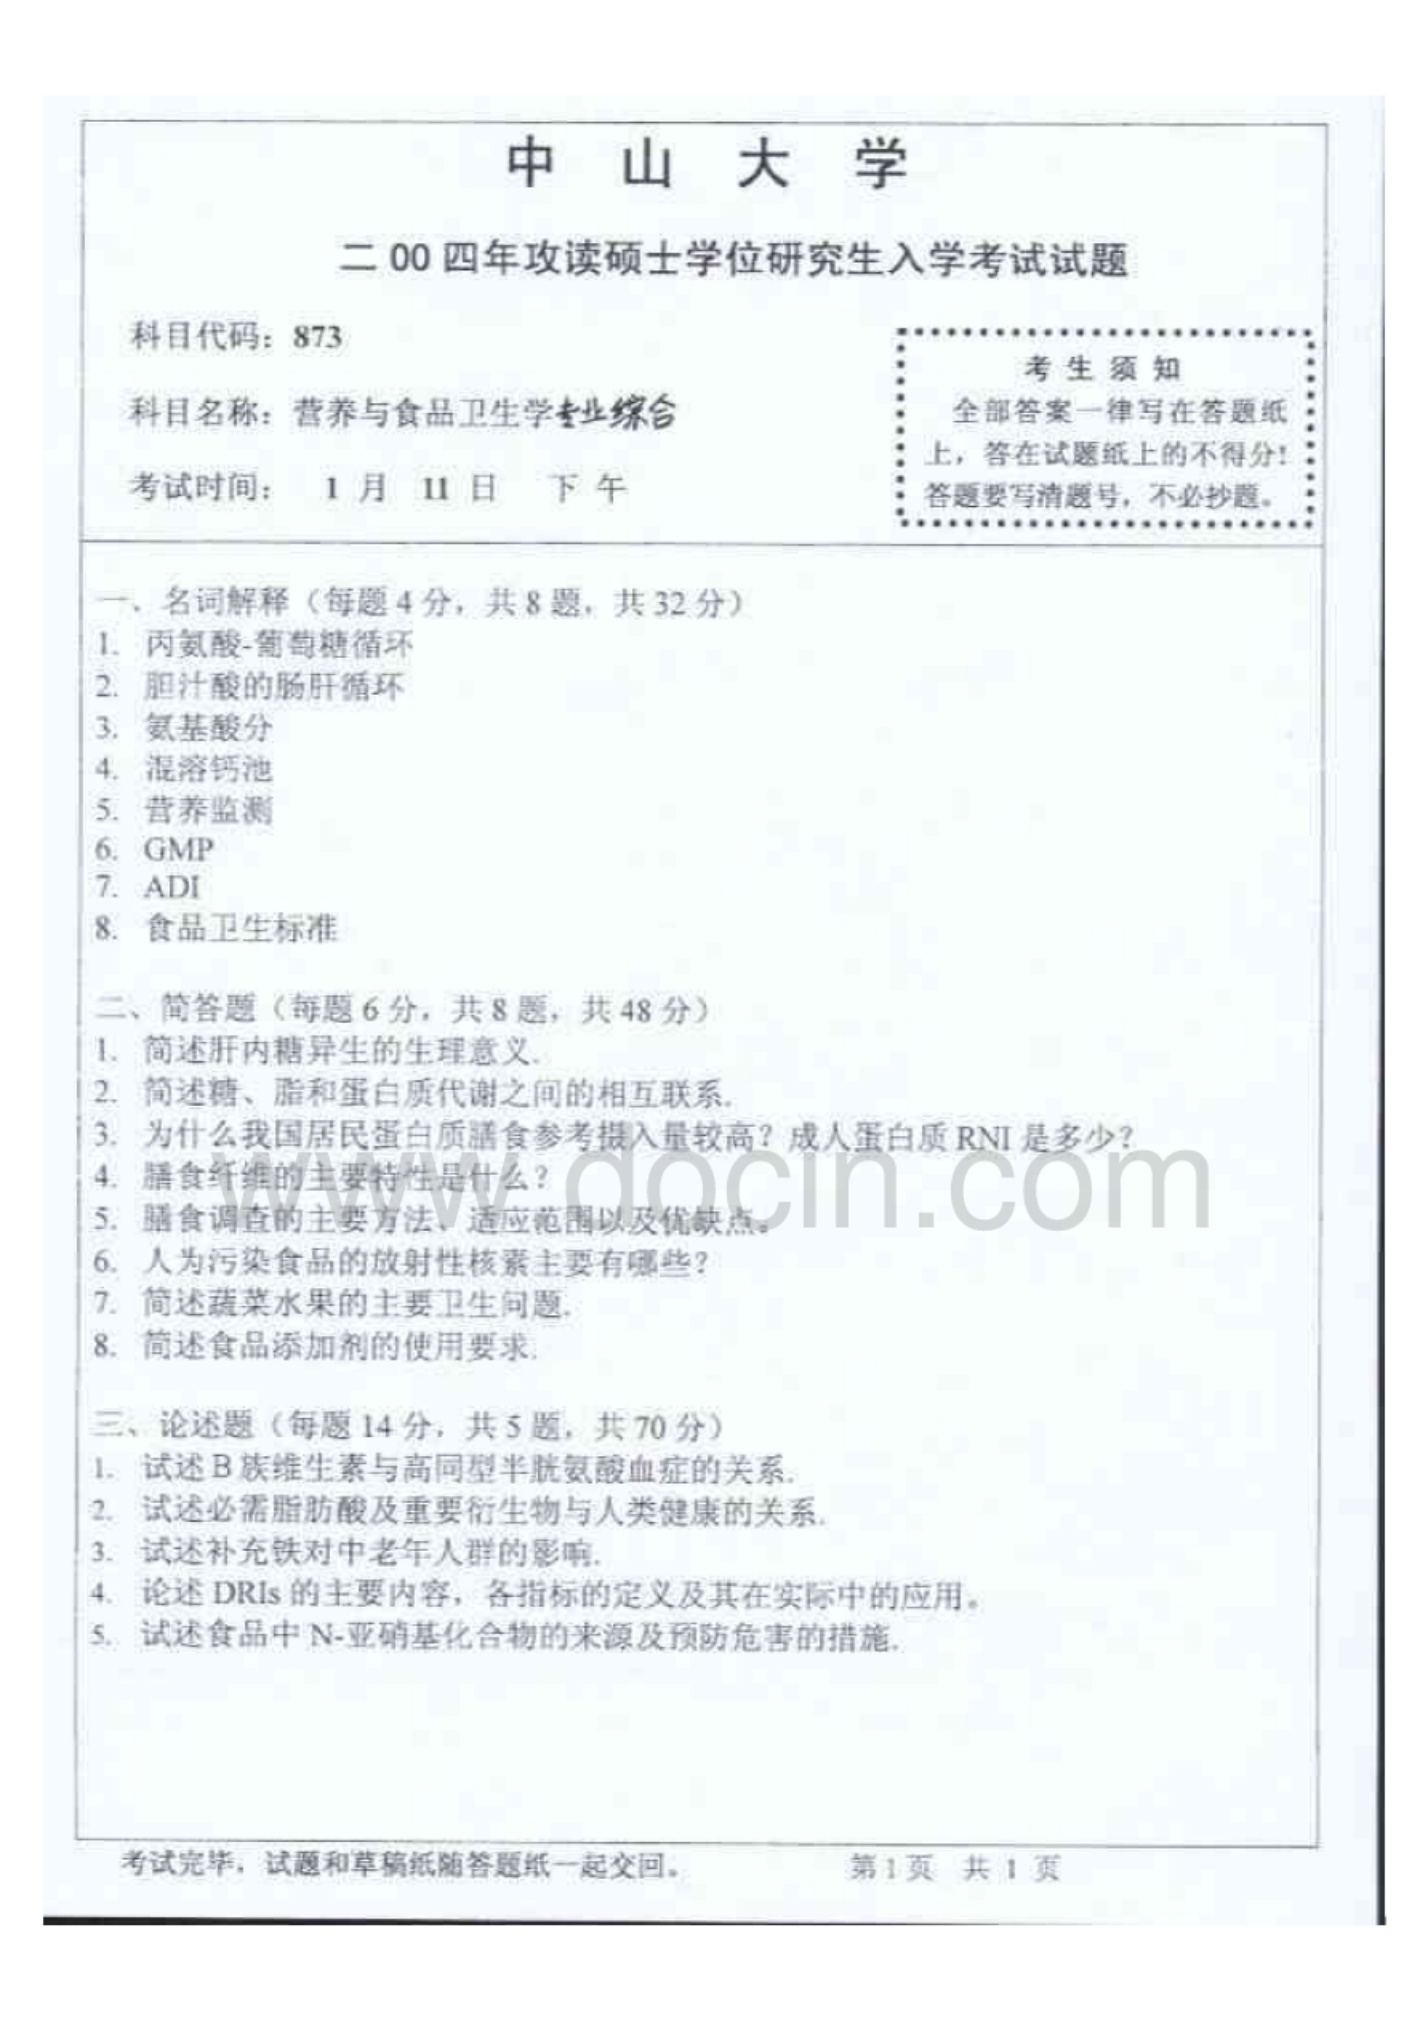 中山大学
二00四年攻读硕士学位研究生入学考试试题
科目代码：873
科目名称：营养与食品卫生学专业综合
考试时间： 1 月 11 日 下 午
考 生 须 知
全部答案一律写在答题纸
上，答在试题纸上的不得分！
答题要写清题号，不必抄题。
一、名词解释（每题 4 分，共 8 题，共 32 分）
1. 丙氨酸-葡萄糖循环
2. 胆汁酸的肠肝循环
3. 氨基酸分
4. 混溶钙池
5. 营养监测
6. GMP
7. ADI
8. 食品卫生标准
二、简答题（每题 6 分，共 8 题，共 48 分）
1. 简述肝内糖异生的生理意义.
2. 简述糖、脂和蛋白质代谢之间的相互联系.
3. 为什么我国居民蛋白质膳食参考摄入量较高？成人蛋白质 RNI 是多少？
4. 膳食纤维的主要特性是什么？
5. 膳食调查的主要方法、适应范围以及优缺点。
6. 人为污染食品的放射性核素主要有哪些？
7. 简述蔬菜水果的主要卫生问题.
8. 简述食品添加剂的使用要求.
www.docin.com
三、论述题（每题 14 分，共 5 题，共 70 分）
1. 试述 B 族维生素与高同型半胱氨酸血症的关系.
2. 试述必需脂肪酸及重要衍生物与人类健康的关系.
3. 试述补充铁对中老年人群的影响.
4. 论述 DRIs 的主要内容，各指标的定义及其在实际中的应用。
5. 试述食品中 N-亚硝基化合物的来源及预防危害的措施.
考试完毕，试题和草稿纸随答题纸一起交回。 第 1 页 共 1 页